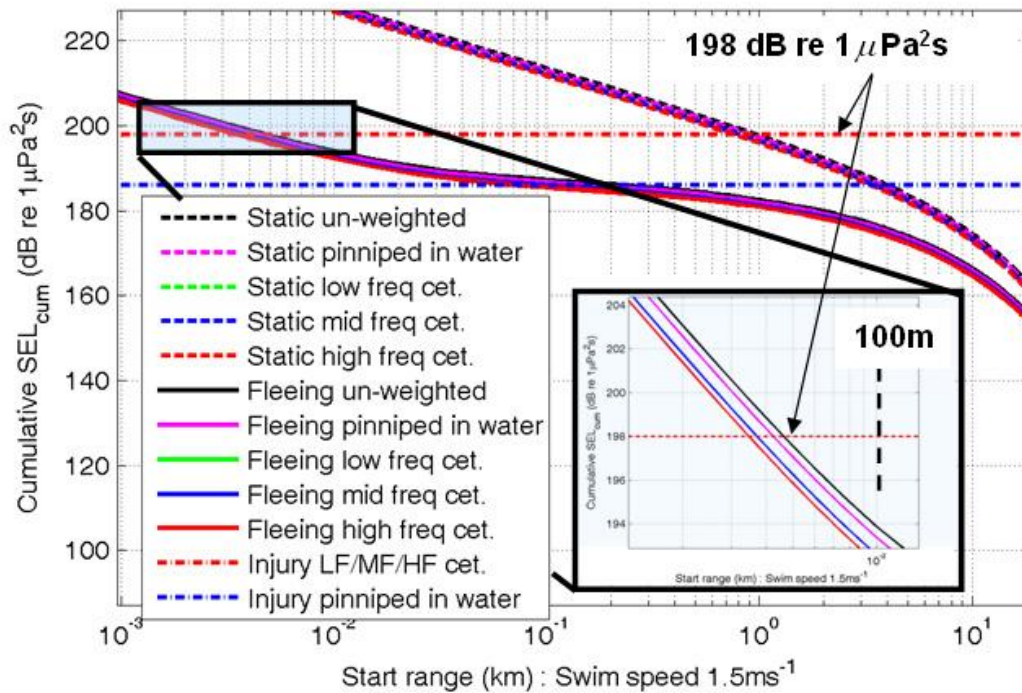 220
200
180
160
140
120
100
Cumulative SEL_cum (dB re 1μPa²s)
198 dB re 1 μPa²s
Static un-weighted
Static pinniped in water
Static low freq cet.
Static mid freq cet.
Static high freq cet.
Fleeing un-weighted
Fleeing pinniped in water
Fleeing low freq cet.
Fleeing mid freq cet.
Fleeing high freq cet.
Injury LF/MF/HF cet.
Injury pinniped in water
100m
204
202
200
198
196
194
Cumulative SEL_cum (dB re 1μPa²s)
10⁻²
Start range (km) : Swim speed 1.5ms⁻¹
10⁻³ 10⁻² 10⁻¹ 10⁰ 10¹
Start range (km) : Swim speed 1.5ms⁻¹